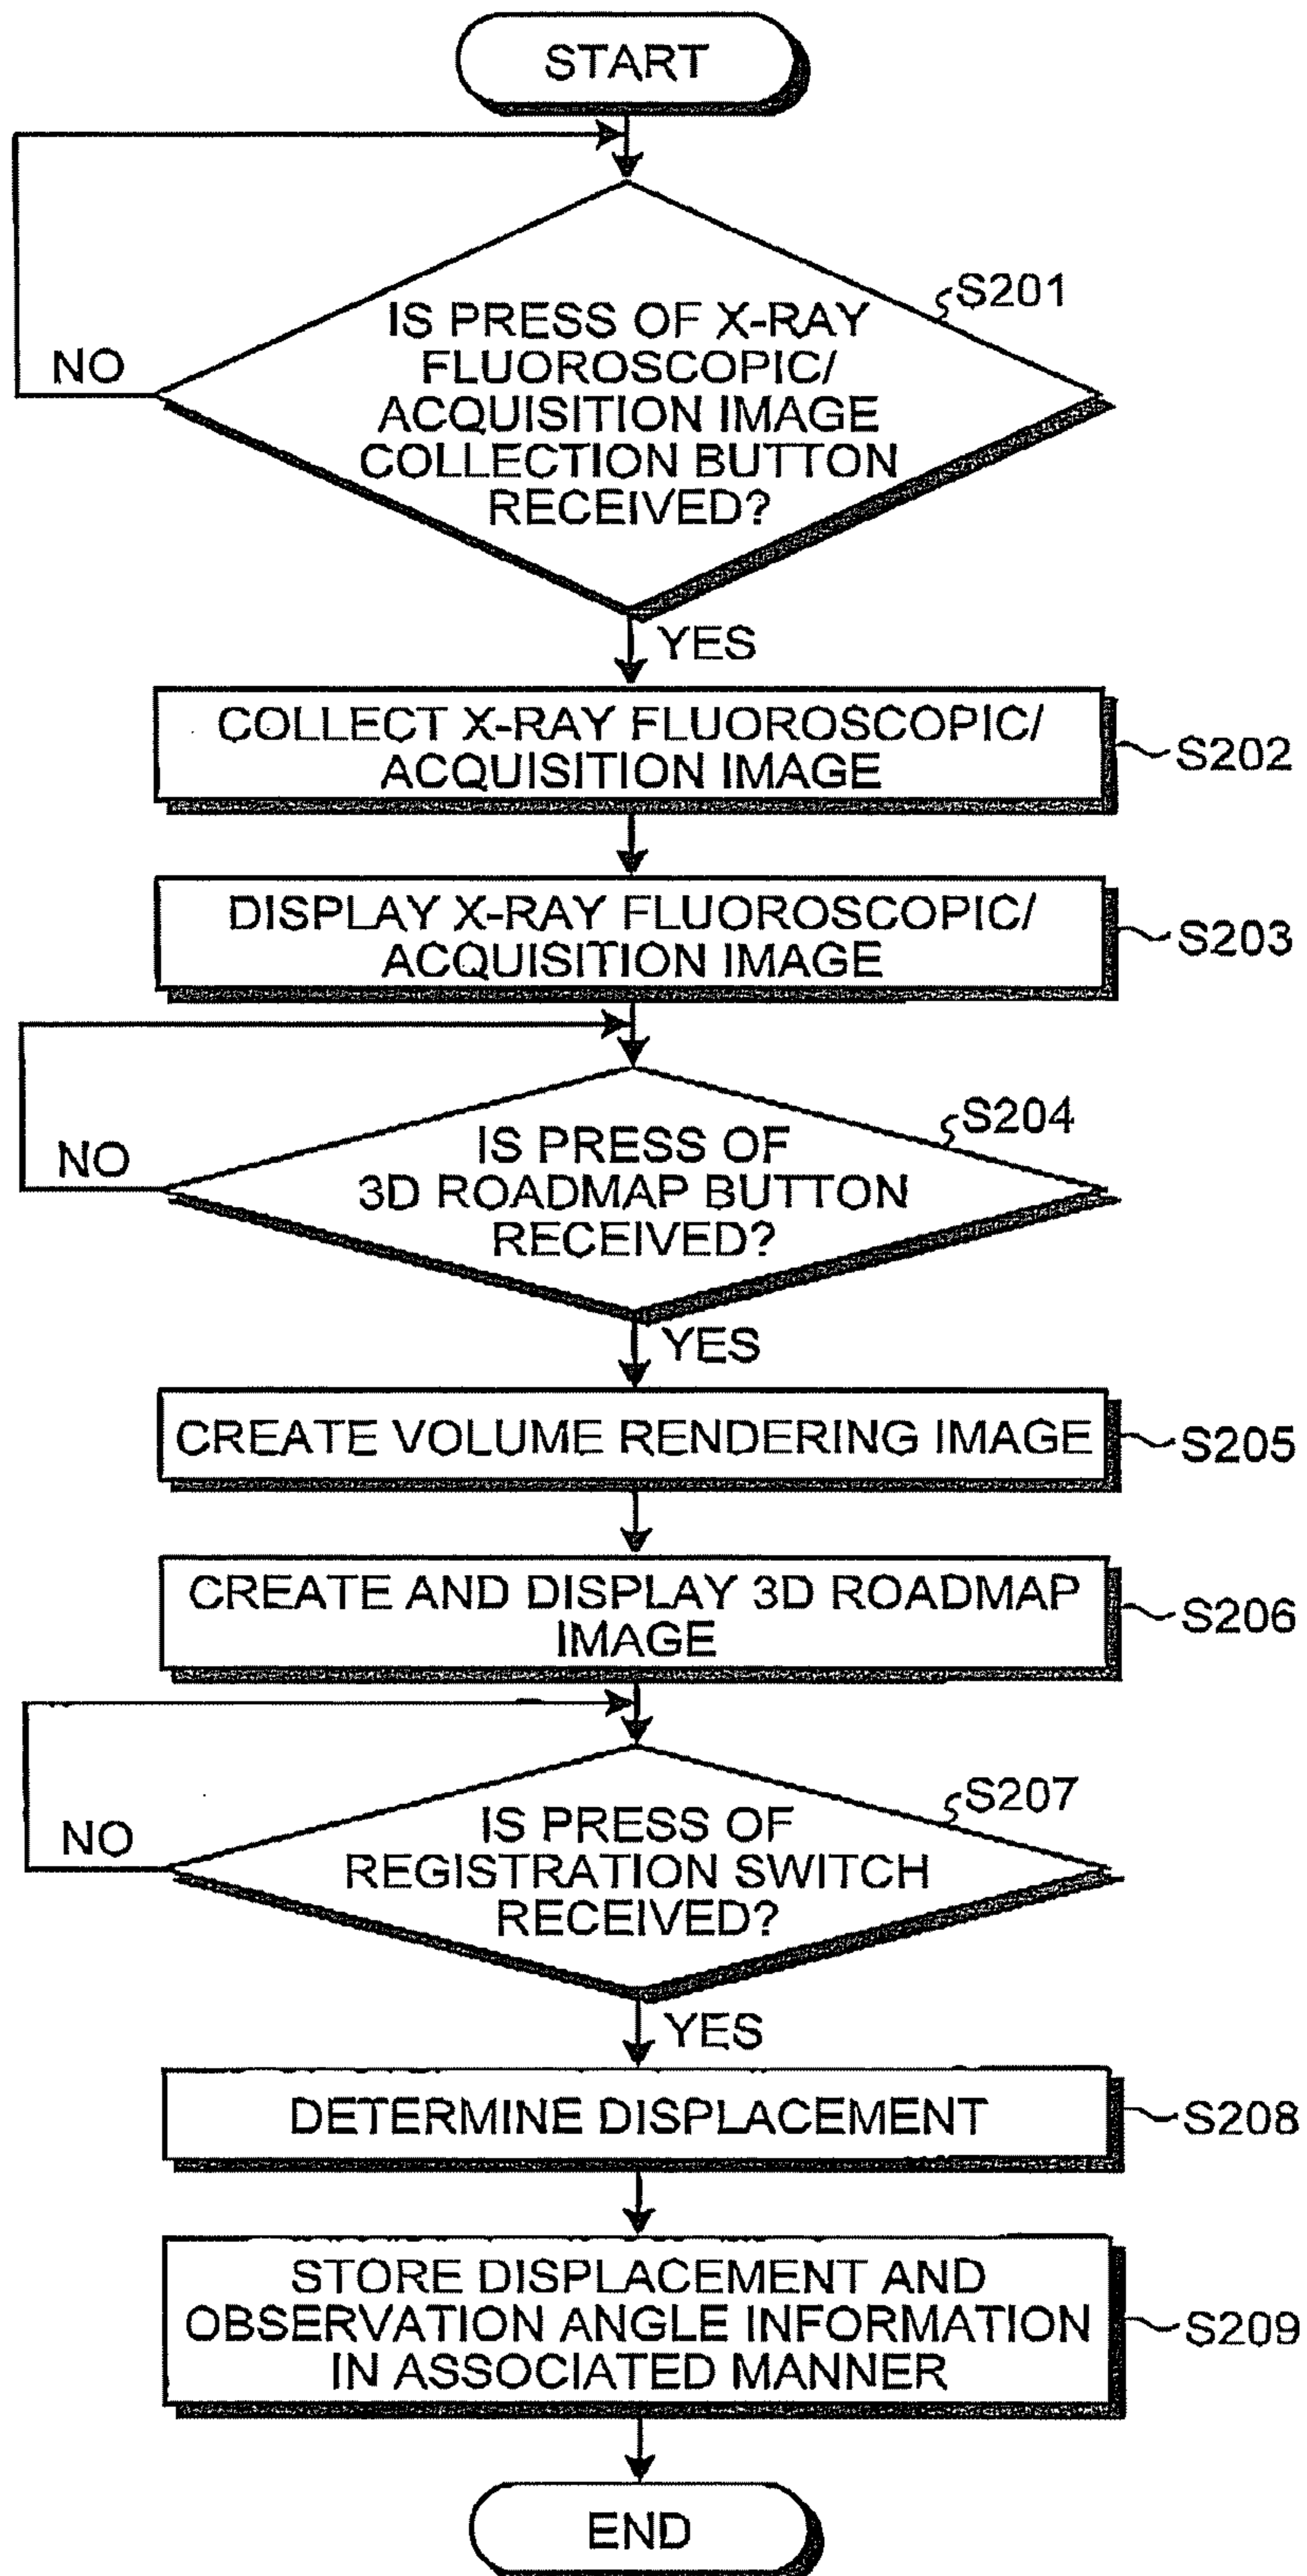 START
S201
IS PRESS OF X-RAY
FLUOROSCOPIC/
ACQUISITION IMAGE
COLLECTION BUTTON
RECEIVED?
NO
YES
COLLECT X-RAY FLUOROSCOPIC/
ACQUISITION IMAGE
S202
DISPLAY X-RAY FLUOROSCOPIC/
ACQUISITION IMAGE
S203
S204
IS PRESS OF
3D ROADMAP BUTTON
RECEIVED?
NO
YES
CREATE VOLUME RENDERING IMAGE
S205
CREATE AND DISPLAY 3D ROADMAP
IMAGE
S206
S207
IS PRESS OF
REGISTRATION SWITCH
RECEIVED?
NO
YES
DETERMINE DISPLACEMENT
S208
STORE DISPLACEMENT AND
OBSERVATION ANGLE INFORMATION
IN ASSOCIATED MANNER
S209
END